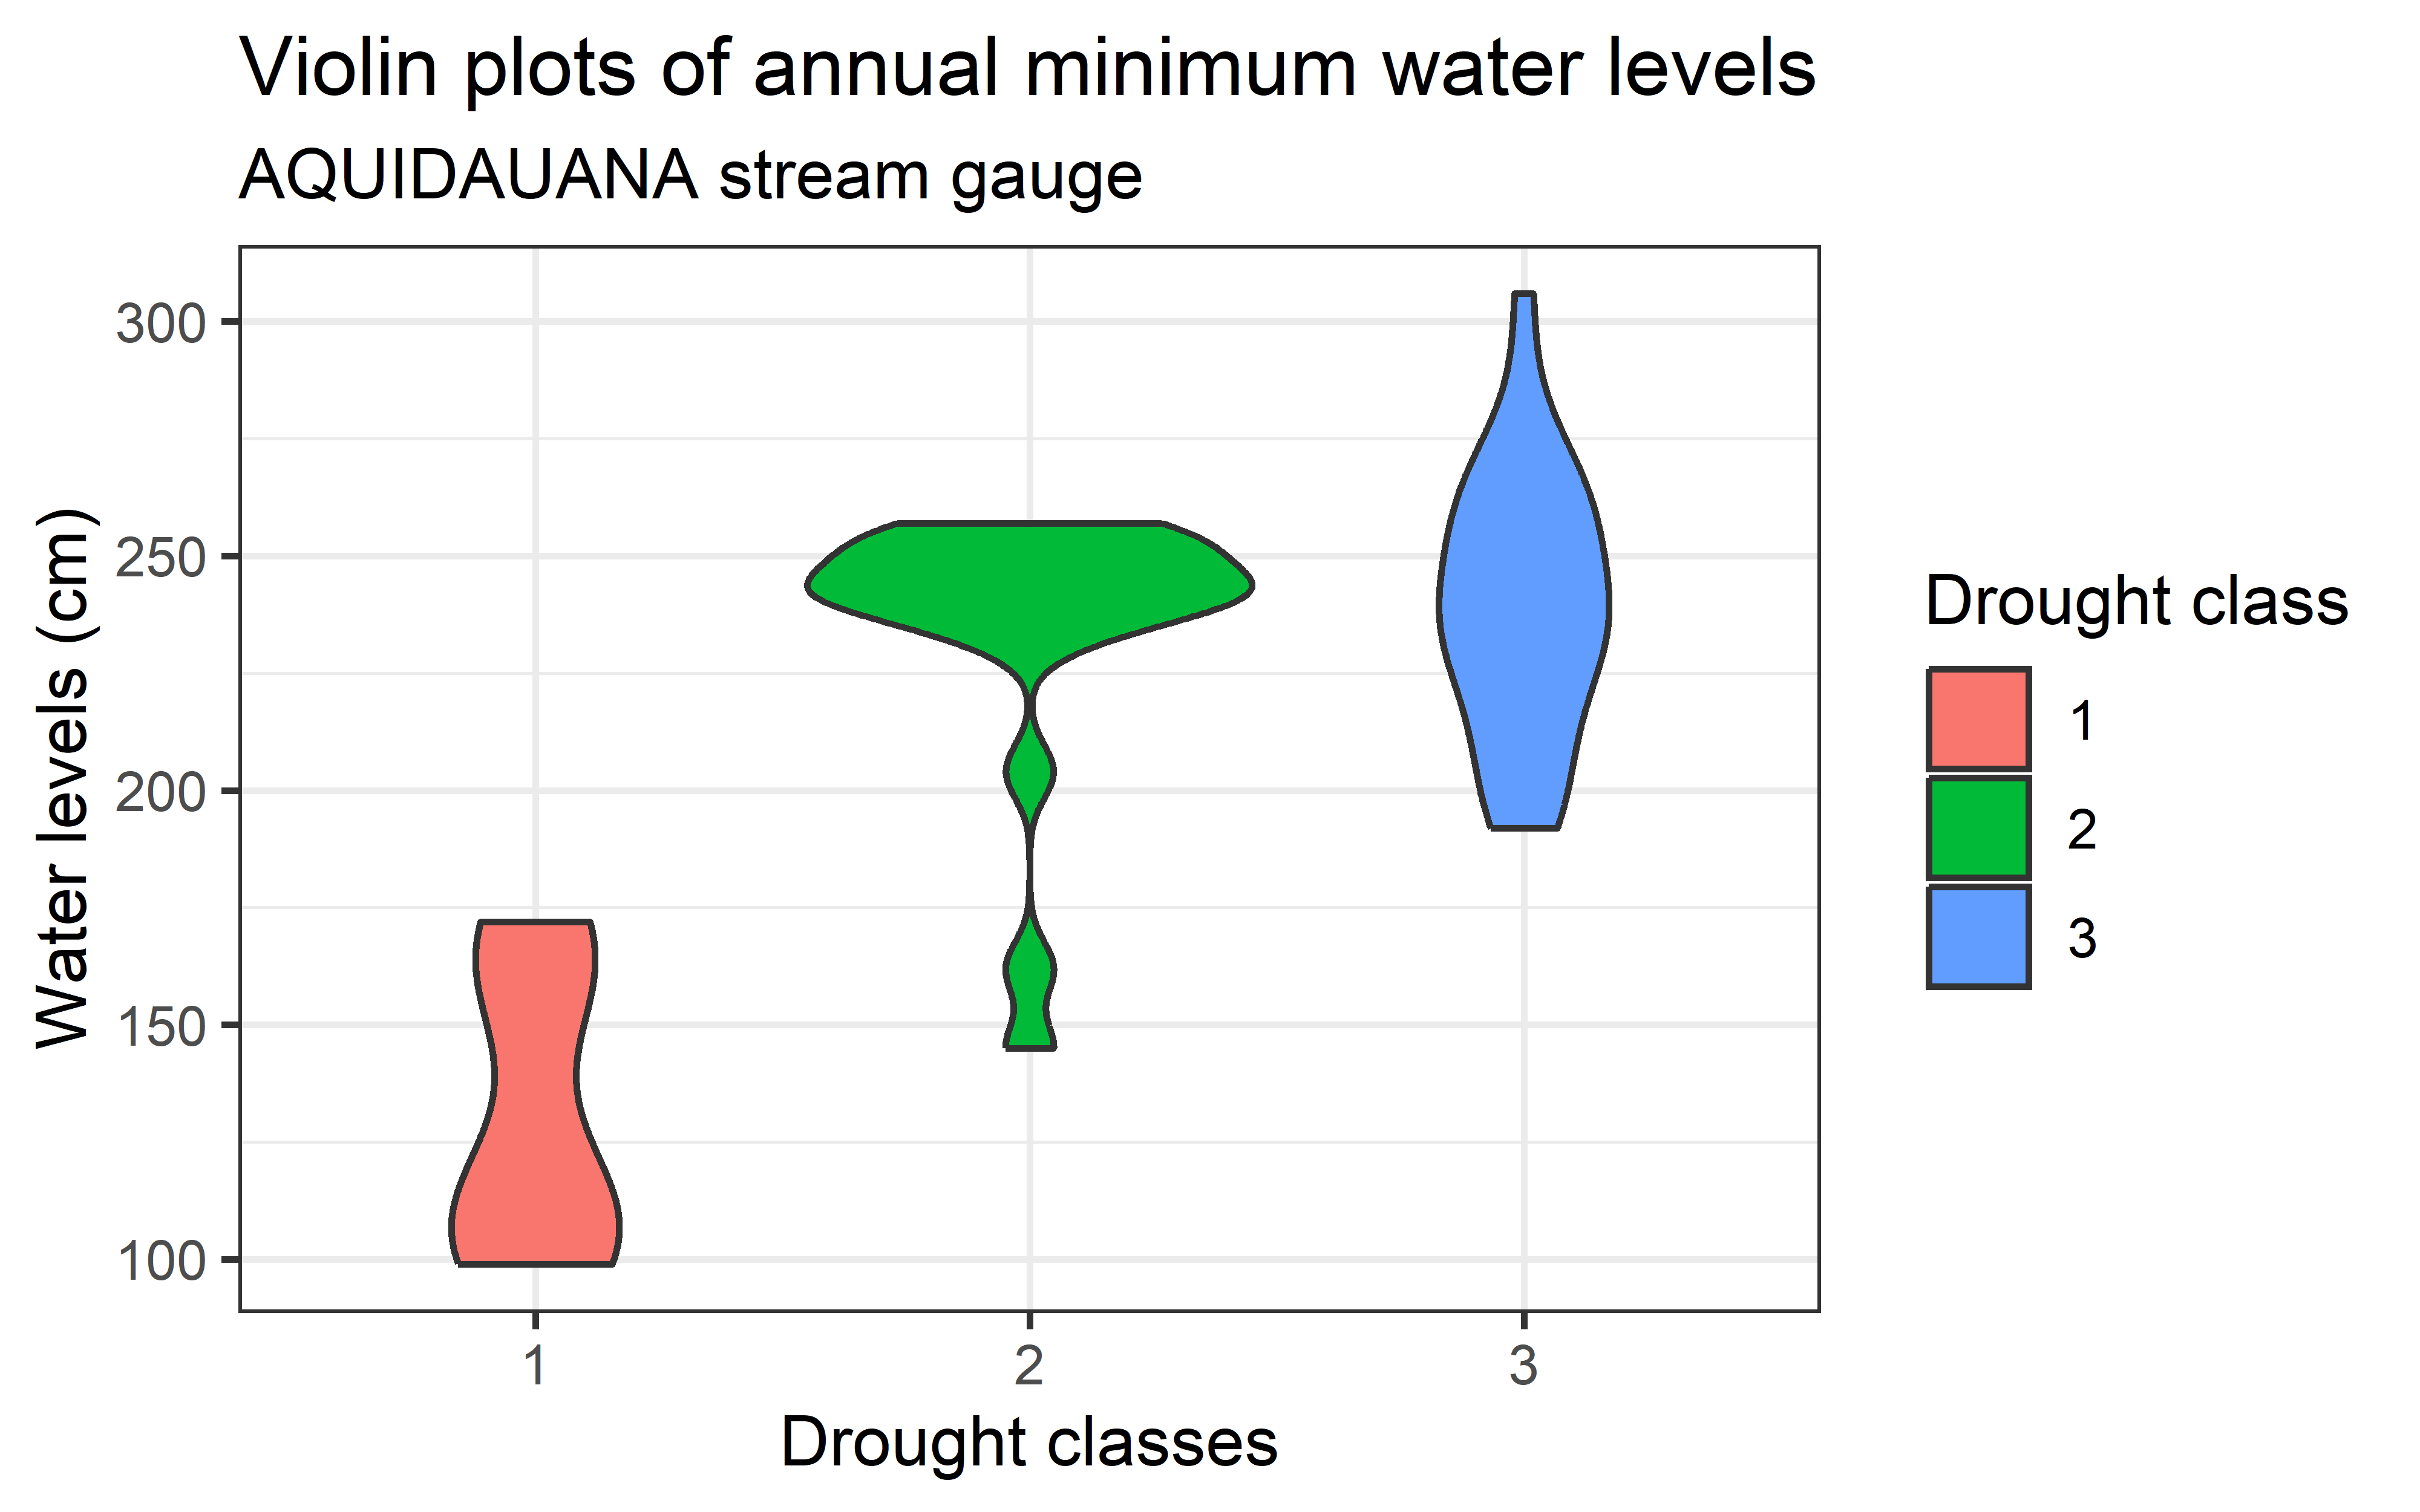 Violin plots of annual minimum water levels
AQUIDAUANA stream gauge
Water levels (cm)
300
250
200
150
100
1
2
3
Drought classes
Drought class
1
2
3